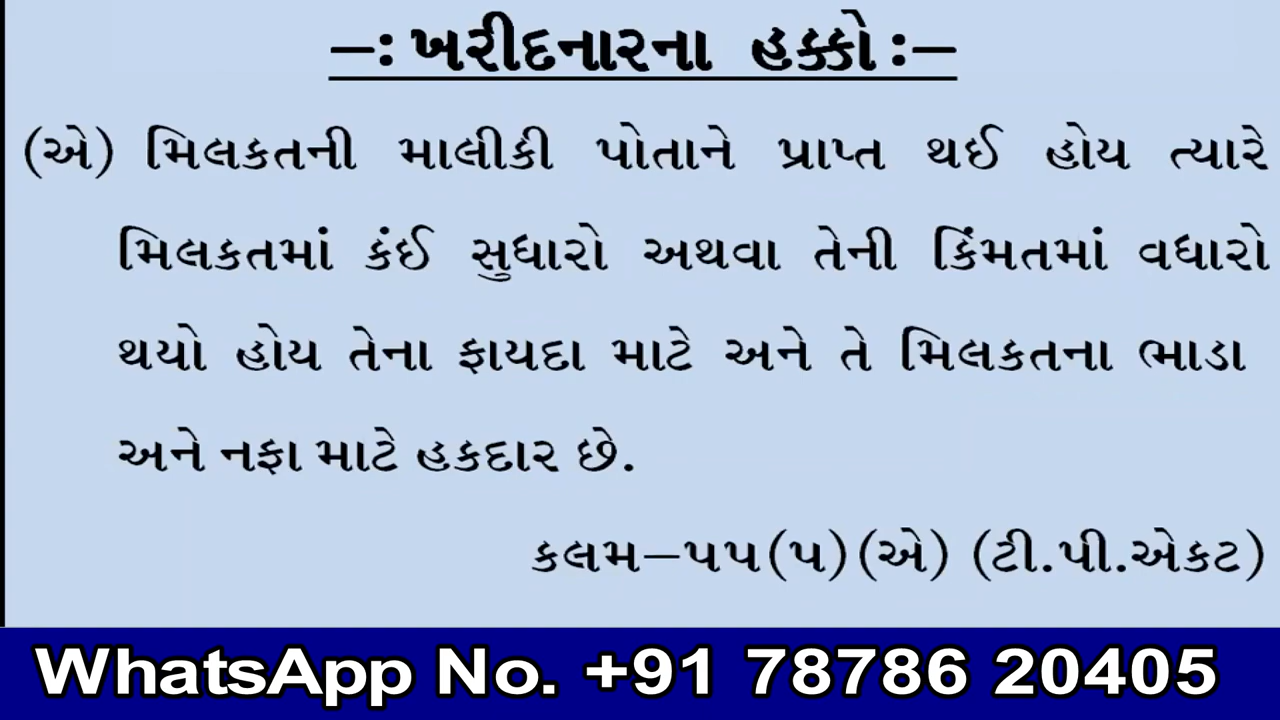 —: ખરીદનારના હક્કો :—
(એ) મિલકતની માલીકી પોતાને પ્રાપ્ત થઈ હોય ત્યારે
મિલકતમાં કંઈ સુધારો અથવા તેની કિંમતમાં વધારો
થયો હોય તેના ફાયદા માટે અને તે મિલકતના ભાડા
અને નફા માટે હકદાર છે.
કલમ–૫૫(૫)(એ) (ટી.પી.એકટ)
WhatsApp No. +91 78786 20405